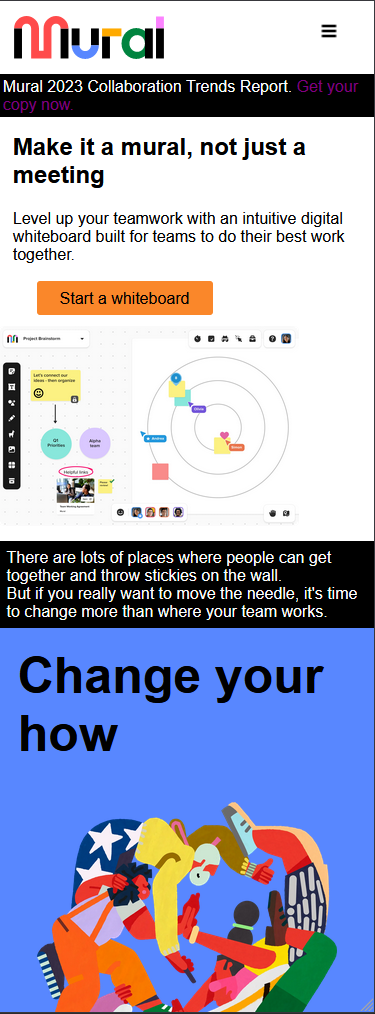 Mural
Mural 2023 Collaboration Trends Report. Get your
copy now.
Make it a mural, not just a
meeting
Level up your teamwork with an intuitive digital
whiteboard built for teams to do their best work
together.
Start a whiteboard
Project Brainstorm
Let's connect our
ideas - then organize
Q1
Priorities
Alpha
team
Helpful links
Team Working Agreement
Olivia
Andrea
There are lots of places where people can get
together and throw stickies on the wall.
But if you really want to move the needle, it's time
to change more than where your team works.
Change your
how